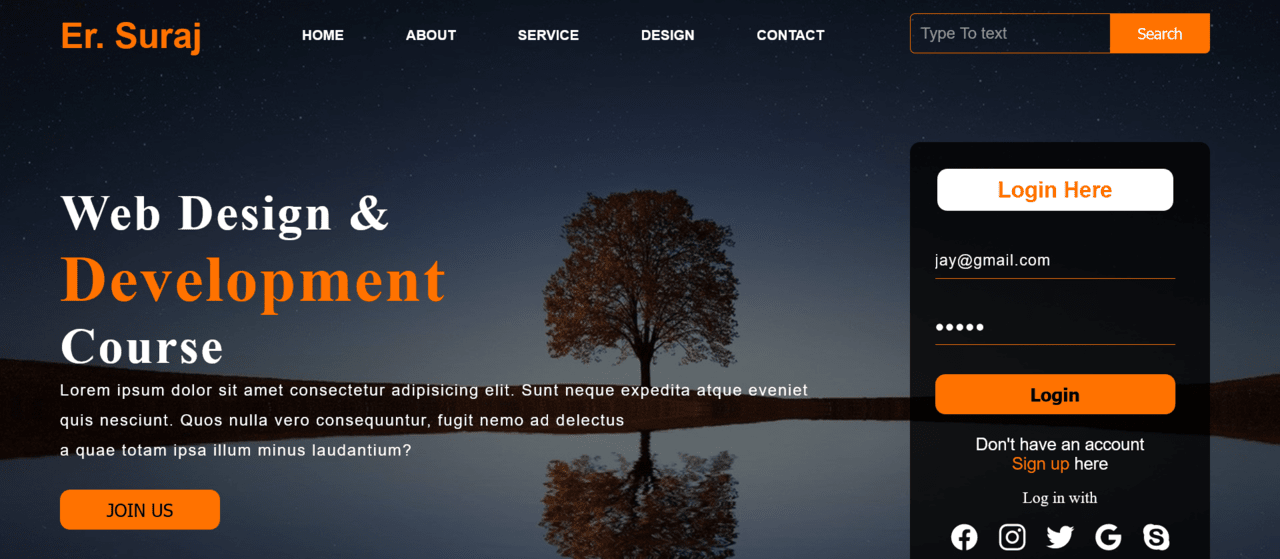 Er. Suraj
HOME ABOUT SERVICE DESIGN CONTACT
Type To text
Search
Web Design &
Development
Course
Lorem ipsum dolor sit amet consectetur adipisicing elit. Sunt neque expedita atque eveniet
quis nesciunt. Quos nulla vero consequuntur, fugit nemo ad delectus
a quae totam ipsa illum minus laudantium?
JOIN US
Login Here
jay@gmail.com
•••••
Login
Don't have an account
Sign up here
Log in with